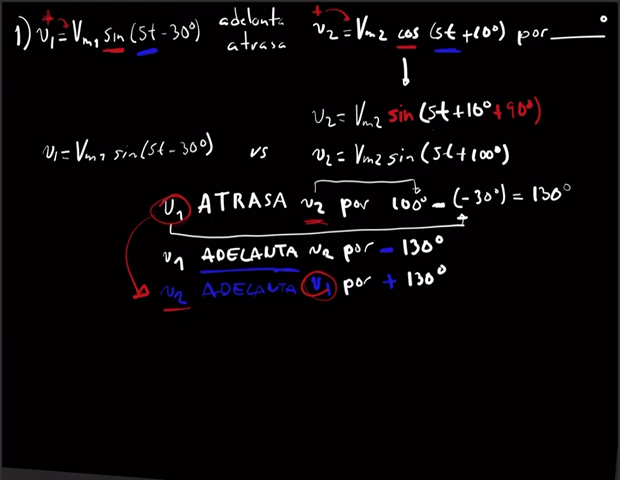 1) v₁ = Vm₁ sin (5t - 30°) adelanta atrasa v₂ = Vm2 cos (5t + 10°) por ______°
v₂ = Vm2 sin (5t + 10° + 90°)
v₁ = Vm1 sin (5t - 30°) vs v₂ = Vm2 sin (5t + 100°)
v₁ ATRASA v₂ por 100° - (-30°) = 130°
v₁ ADELANTA v₂ por - 130°
v₂ ADELANTA v₁ por + 130°